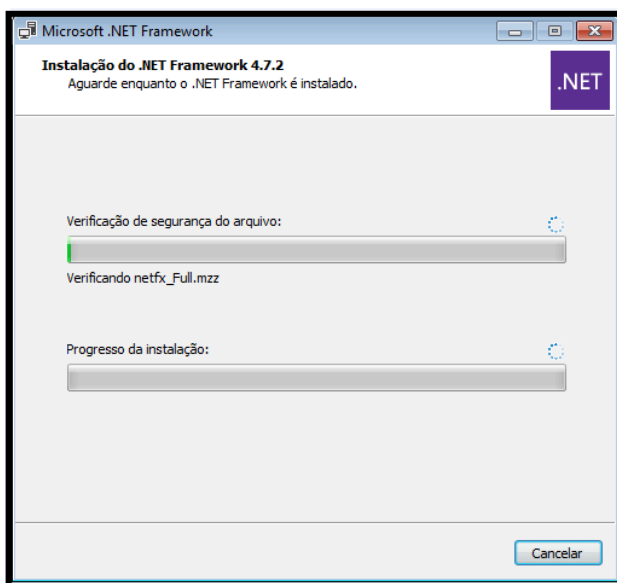 Microsoft .NET Framework
Instalação do .NET Framework 4.7.2
Aguarde enquanto o .NET Framework é instalado.
.NET
Verificação de segurança do arquivo:
Verificando netfx_Full.mzz
Progresso da instalação:
Cancelar